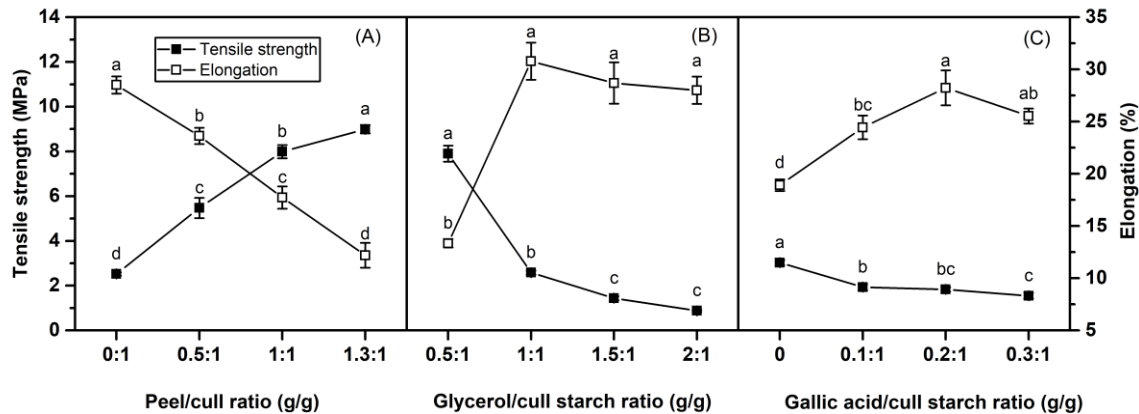 Tensile strength (MPa)
14
12
10
8
6
4
2
0
(A)
Tensile strength
Elongation
a
b
c
d
d
c
b
a
0:1
0.5:1
1:1
1.3:1
Peel/cull ratio (g/g)
(B)
a
b
c
c
b
a
a
a
0.5:1
1:1
1.5:1
2:1
Glycerol/cull starch ratio (g/g)
(C)
d
bc
a
ab
a
b
bc
c
0
0.1:1
0.2:1
0.3:1
Gallic acid/cull starch ratio (g/g)
35
30
25
20
15
10
5
Elongation (%)